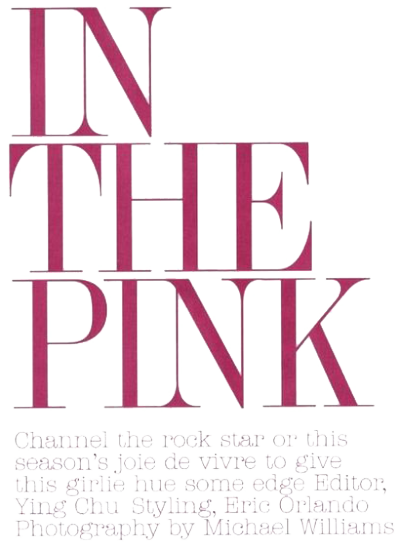 IN
THE
PINK
Channel the rock star or this
season's joie de vivre to give
this girlie hue some edge Editor,
Ying Chu Styling, Eric Orlando
Photography by Michael Williams